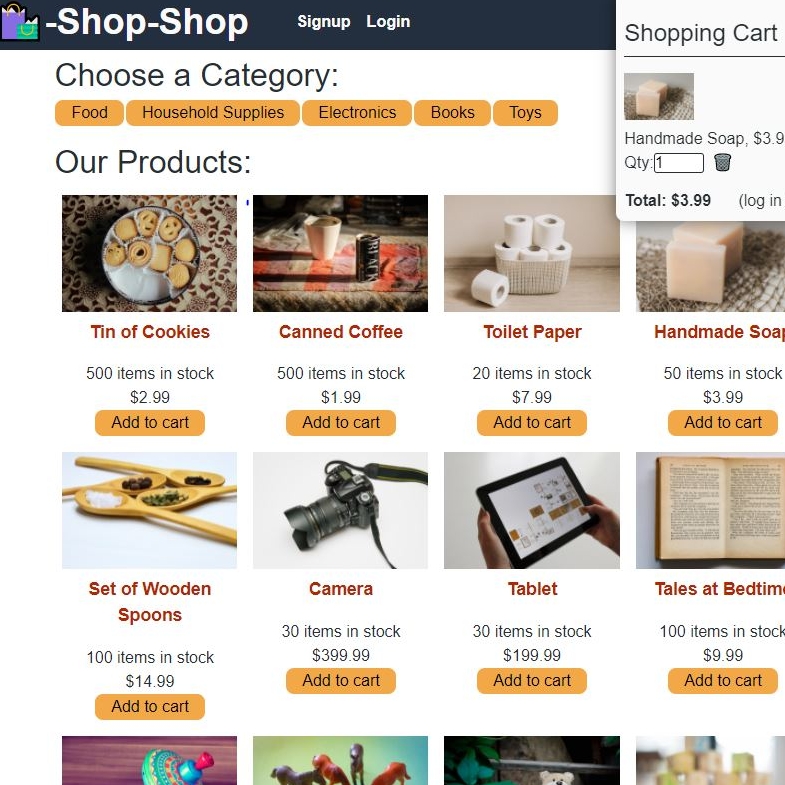 -Shop-Shop
Signup Login
Shopping Cart
Handmade Soap, $3.9
Qty: 1
Total: $3.99 (log in
Choose a Category:
Food Household Supplies Electronics Books Toys
Our Products:
BLACK
Tin of Cookies Canned Coffee Toilet Paper Handmade Soap
500 items in stock 500 items in stock 20 items in stock 50 items in stock
$2.99 $1.99 $7.99 $3.99
Add to cart Add to cart Add to cart Add to cart
Set of Wooden Spoons Camera Tablet Tales at Bedtime
100 items in stock 30 items in stock 30 items in stock 100 items in stock
$14.99 $399.99 $199.99 $9.99
Add to cart Add to cart Add to cart Add to cart